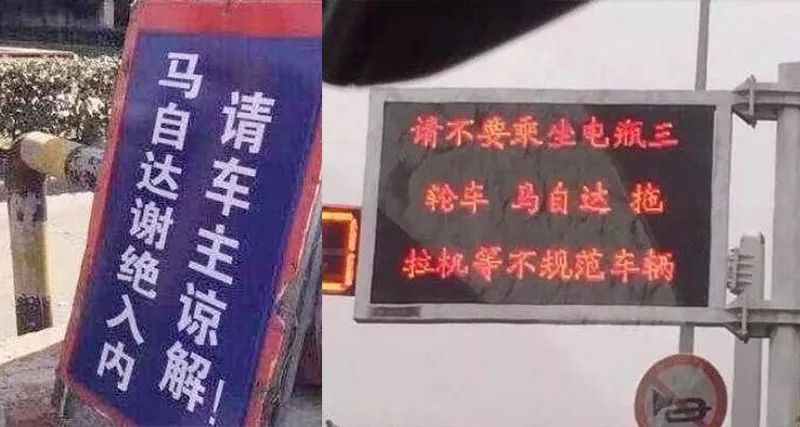 马自达谢绝入内
请车主谅解!
请不要乘坐电瓶三
轮车 马自达 拖
拉机等不规范车辆